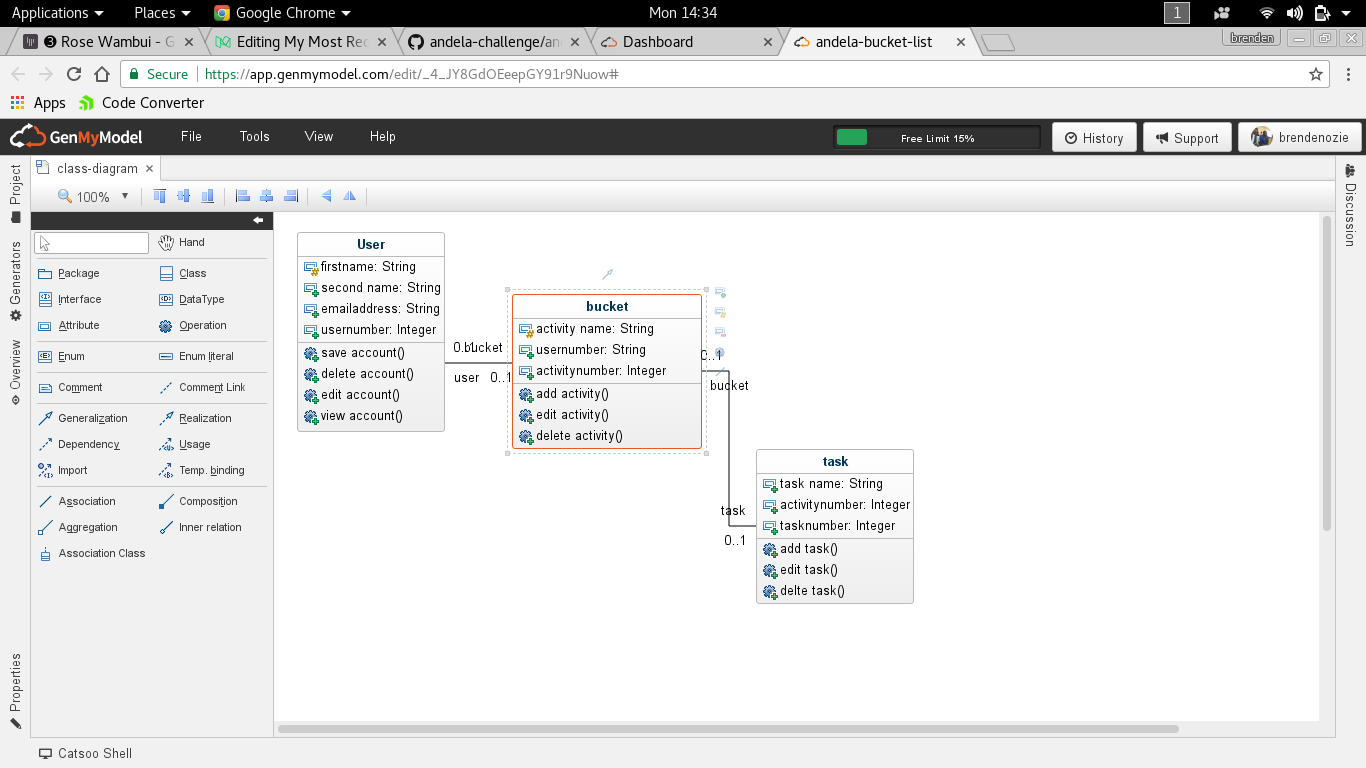 Applications Places Google Chrome Mon 14:34 1
❸ Rose Wambui - G Editing My Most Rec andela-challenge/an Dashboard andela-bucket-list brenden
Secure https://app.genmymodel.com/edit/_4_JY8GdOEeepGY91r9Nuow#
Apps Code Converter
GenMyModel File Tools View Help Free Limit 15% History Support brendenozie
class-diagram
100%
Project
Generators
Overview
Properties
Discussion
Hand
Package Class
Interface DataType
Attribute Operation
Enum Enum literal
Comment Comment Link
Generalization Realization
Dependency Usage
Import Temp. binding
Association Composition
Aggregation Inner relation
Association Class
User
firstname: String
second name: String
emailaddress: String
usernumber: Integer
save account()
delete account()
edit account()
view account()
0..1
bucket
user 0..1
bucket
activity name: String
usernumber: String
activitynumber: Integer
add activity()
edit activity()
delete activity()
0..1
bucket
task
0..1
task
task name: String
activitynumber: Integer
tasknumber: Integer
add task()
edit task()
delte task()
Catsoo Shell